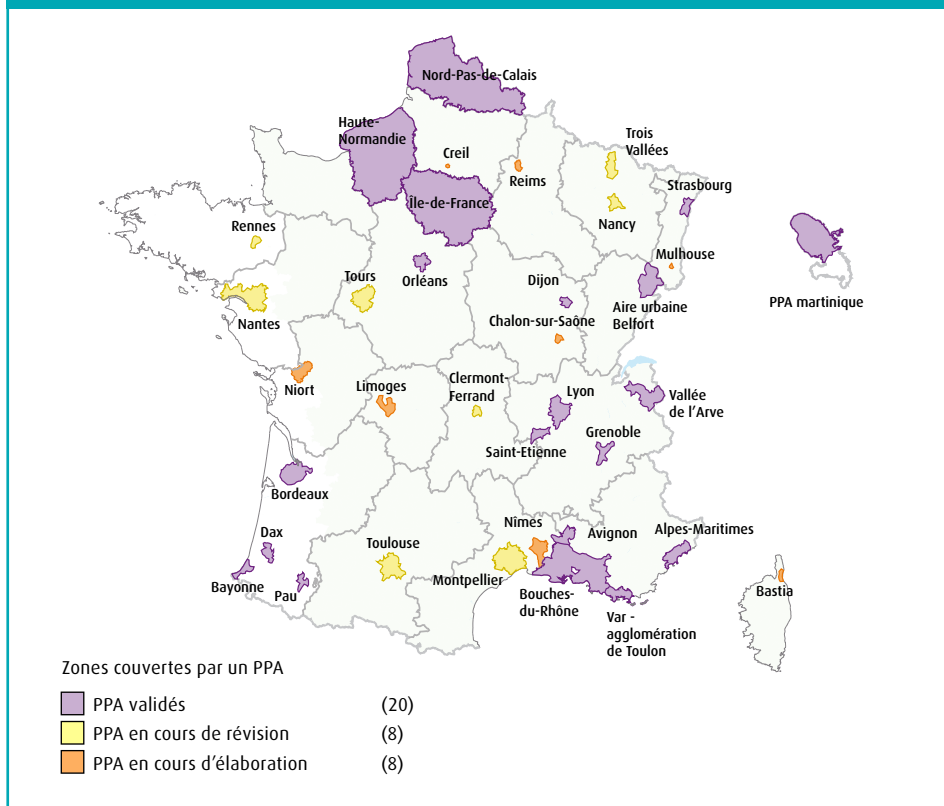 Nord-Pas-de-Calais
Haute-
Normandie
Creil
Reims
Trois
Vallées
Strasbourg
Île-de-France
Nancy
Rennes
Mulhouse
Orléans
Tours
Dijon
Aire urbaine
Belfort
PPA martinique
Nantes
Chalon-sur-Saône
Niort
Limoges
Clermont-
Ferrand
Lyon
Vallée
de l'Arve
Saint-Etienne
Grenoble
Bordeaux
Dax
Nîmes
Avignon
Alpes-Maritimes
Toulouse
Montpellier
Bayonne
Pau
Bouches-
du-Rhône
Bastia
Var -
agglomération
de Toulon
Zones couvertes par un PPA
PPA validés (20)
PPA en cours de révision (8)
PPA en cours d'élaboration (8)